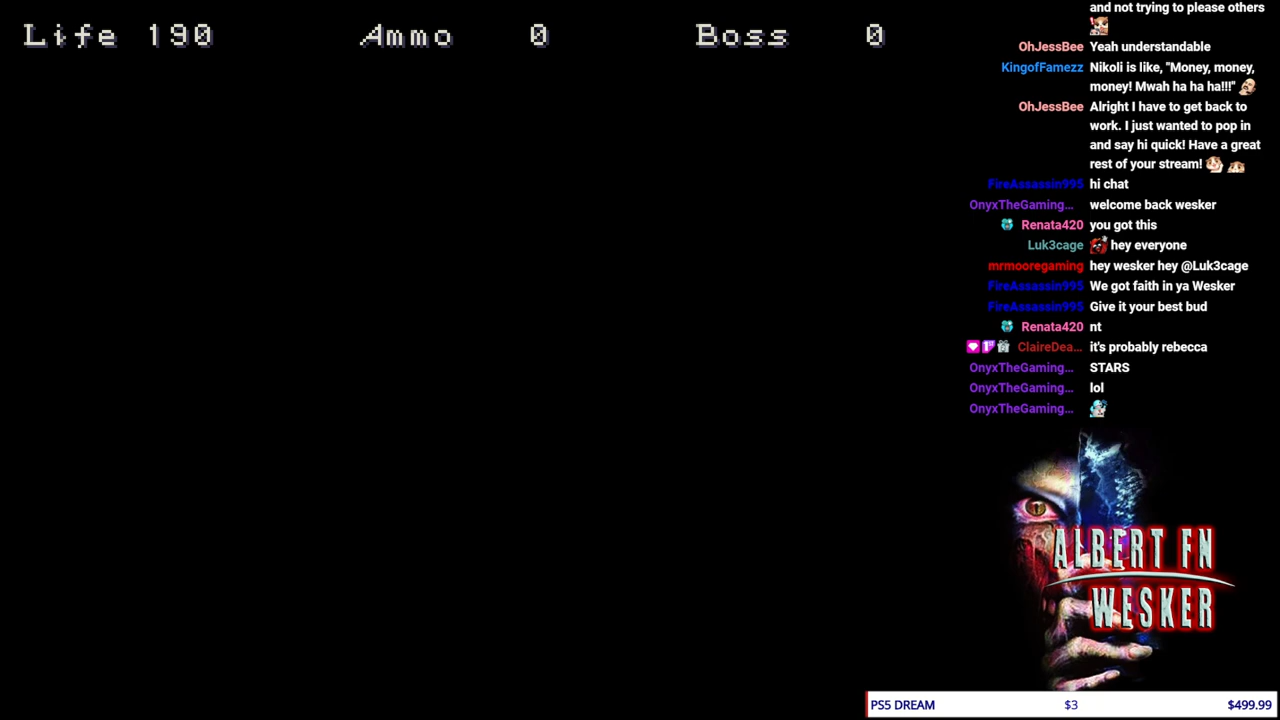 Life 190 Ammo 0 Boss 0
and not trying to please others
OhJessBee Yeah understandable
KingofFamezz Nikoli is like, "Money, money,
money! Mwah ha ha ha!!!"
OhJessBee Alright I have to get back to
work. I just wanted to pop in
and say hi quick! Have a great
rest of your stream!
FireAssassin995 hi chat
OnyxTheGaming... welcome back wesker
Renata420 you got this
Luk3cage hey everyone
mrmooregaming hey wesker hey @Luk3cage
FireAssassin995 We got faith in ya Wesker
FireAssassin995 Give it your best bud
Renata420 nt
ClaireDea... it's probably rebecca
OnyxTheGaming... STARS
OnyxTheGaming... lol
OnyxTheGaming...
ALBERT FN
WESKER
PS5 DREAM $3 $499.99